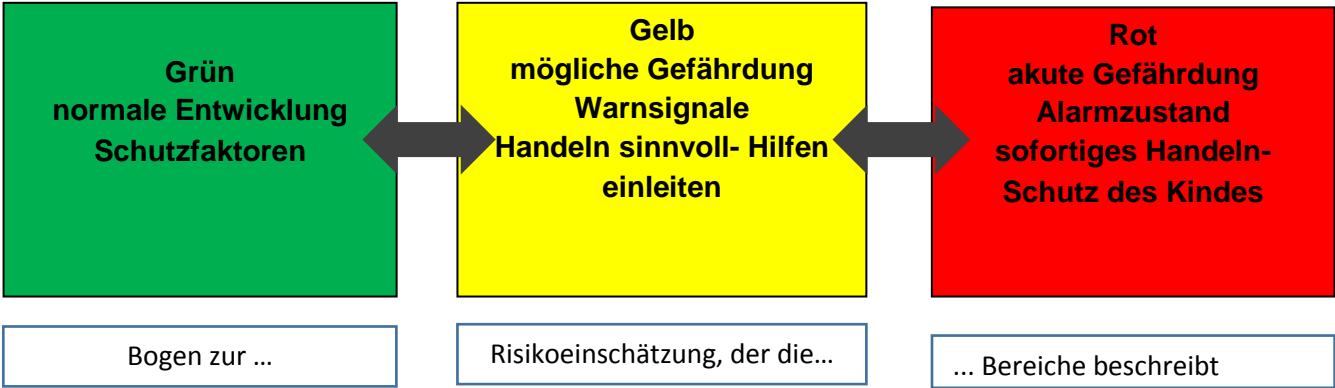 Grün
normale Entwicklung
Schutzfaktoren
Gelb
mögliche Gefährdung
Warnsignale
Handeln sinnvoll- Hilfen
einleiten
Rot
akute Gefährdung
Alarmzustand
sofortiges Handeln-
Schutz des Kindes
Bogen zur …
Risikoeinschätzung, der die…
... Bereiche beschreibt